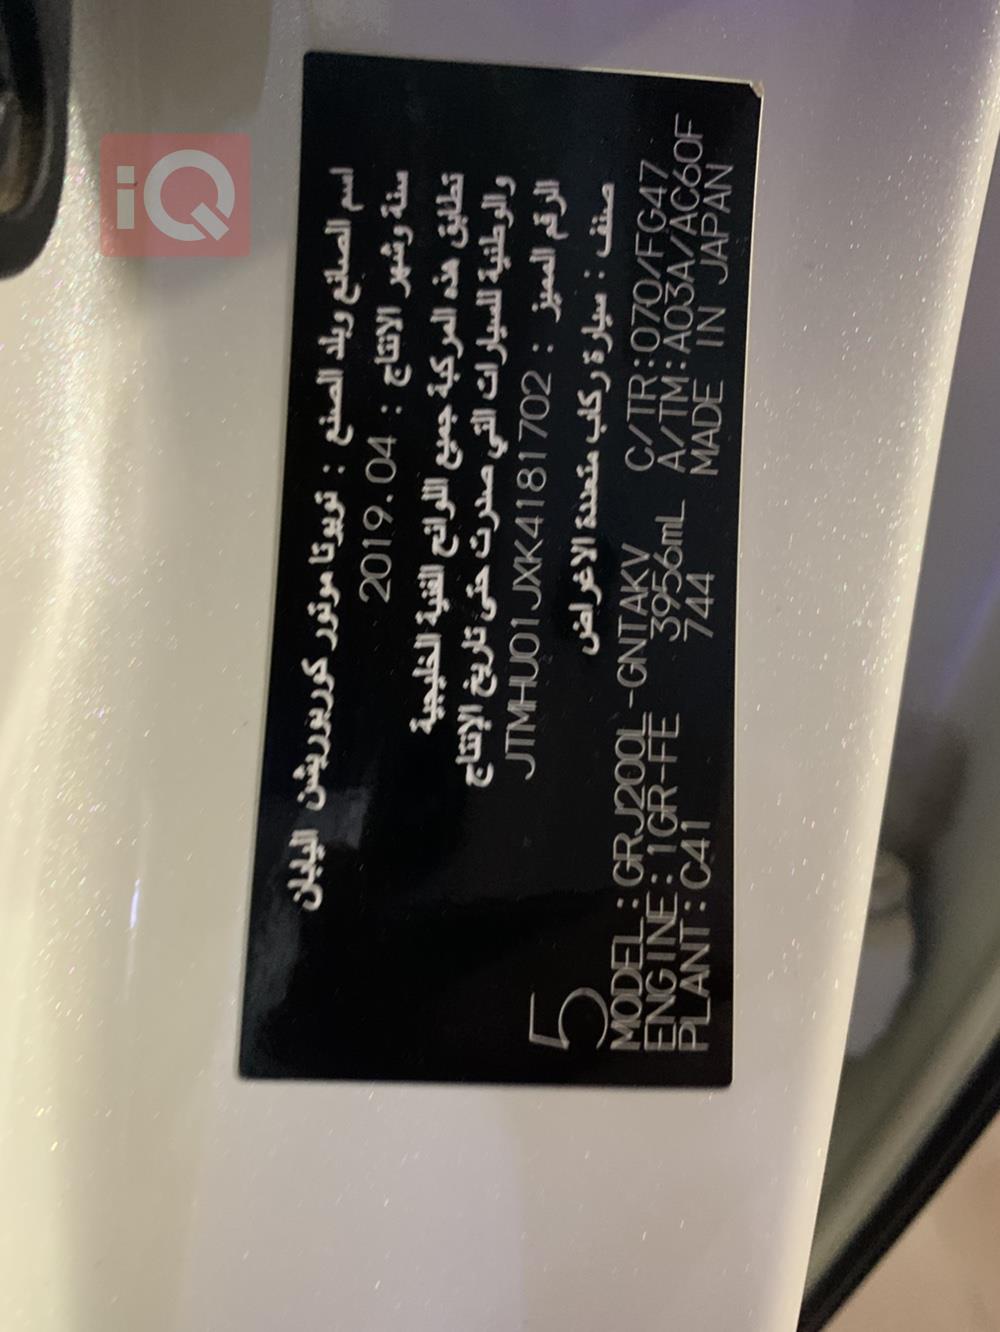 iQ
اسم الصانع وبلد الصنع : تويوتا موتور كوربوريشن اليابان
سنة وشهر الانتاج : 2019.04
تطابق هذه المركبة جميع اللوائح الفنية الخليجية
والوطنية للسيارات التي صدرت حتى تاريخ الإنتاج
الرقم المميز : JTMHU01JXK4181702
صنف : سيارة ركاب متعددة الاغراض
5
MODEL:GRJ200L-GNTAKV C/TR:070/FG47
ENGINE:1GR-FE 3956mL A/TM:A03A/AC60F
PLANT:C41 744 MADE IN JAPAN